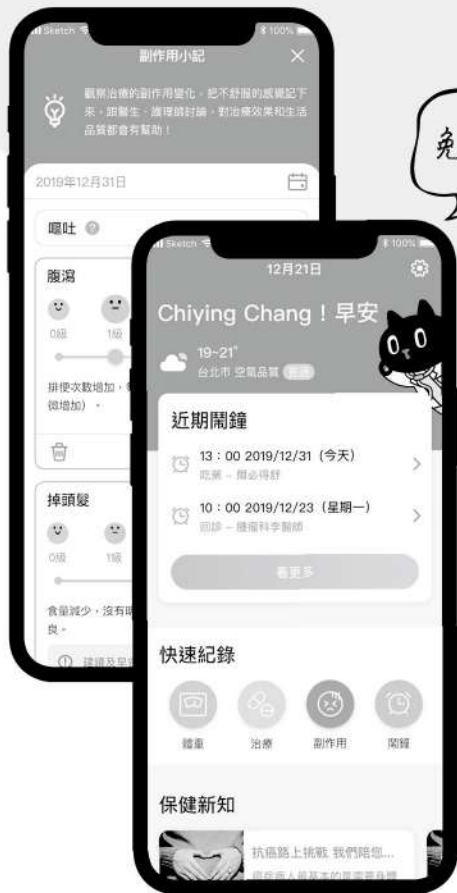 Sketch
100%
副作用小記
觀察治療的副作用變化，把不舒服的感覺記下
來，跟醫生、護理師討論，對治療效果和生活
品質都會有幫助！
2019年12月31日
嘔吐
腹瀉
0級
1級
排便次數增加，
微增加）。
掉頭髮
0級
1級
食量減少，沒有
良。
建議及早
免
Sketch
100%
12月21日
Chiying Chang！早安
19~21°
台北市 空氣品質 普通
近期鬧鐘
13：00 2019/12/31（今天）
吃藥 – 爾必得舒
10：00 2019/12/23（星期一）
回診 – 腫瘤科李醫師
看更多
快速紀錄
體重
治療
副作用
鬧鐘
保健新知
抗癌路上挑戰 我們陪您...